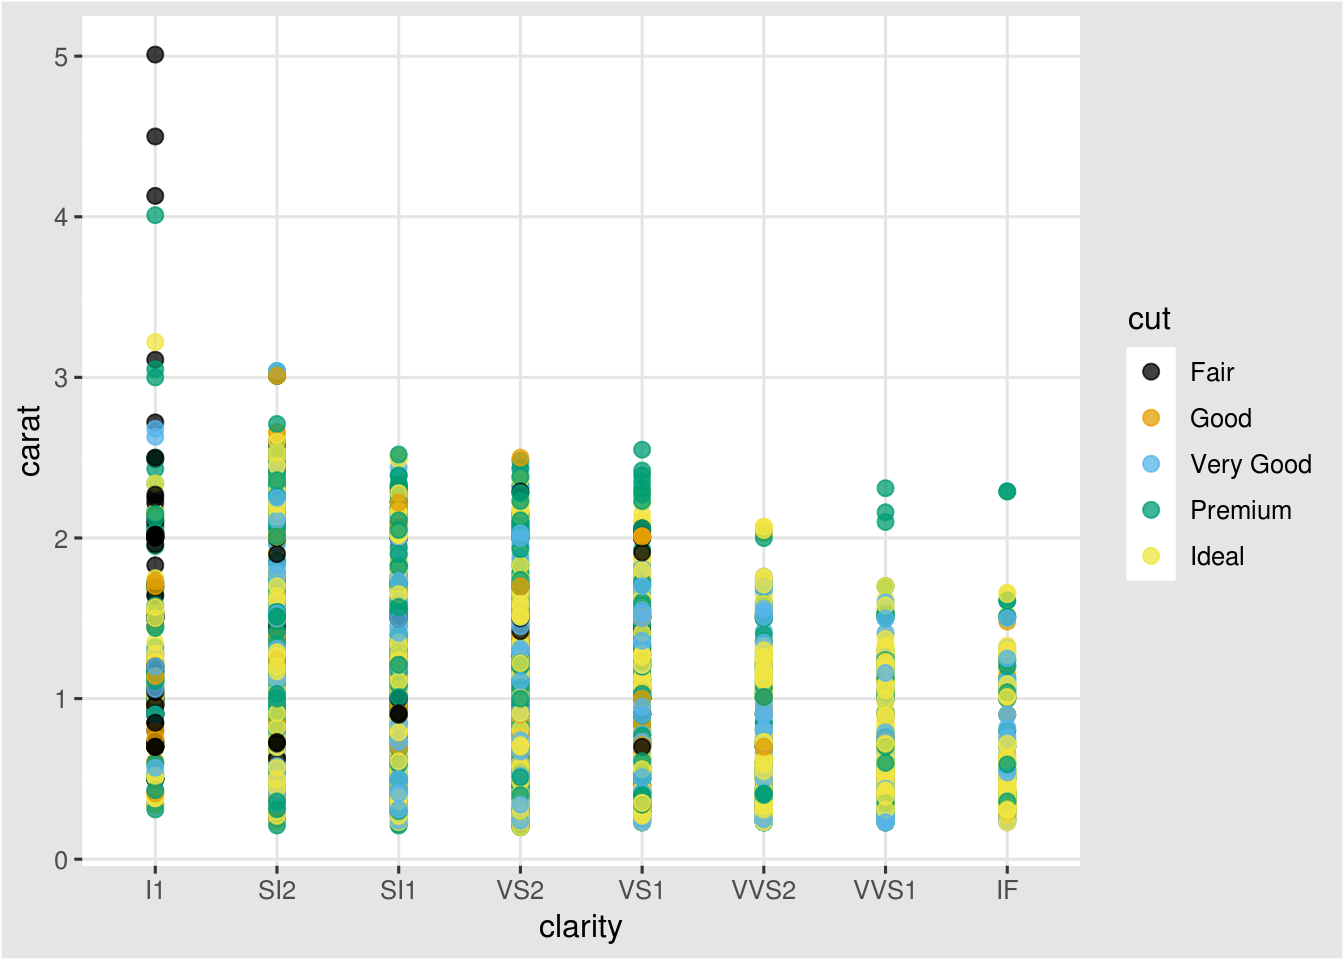 5
4
3
2
1
0
carat
I1 SI2 SI1 VS2 VS1 VVS2 VVS1 IF
clarity
cut
Fair
Good
Very Good
Premium
Ideal